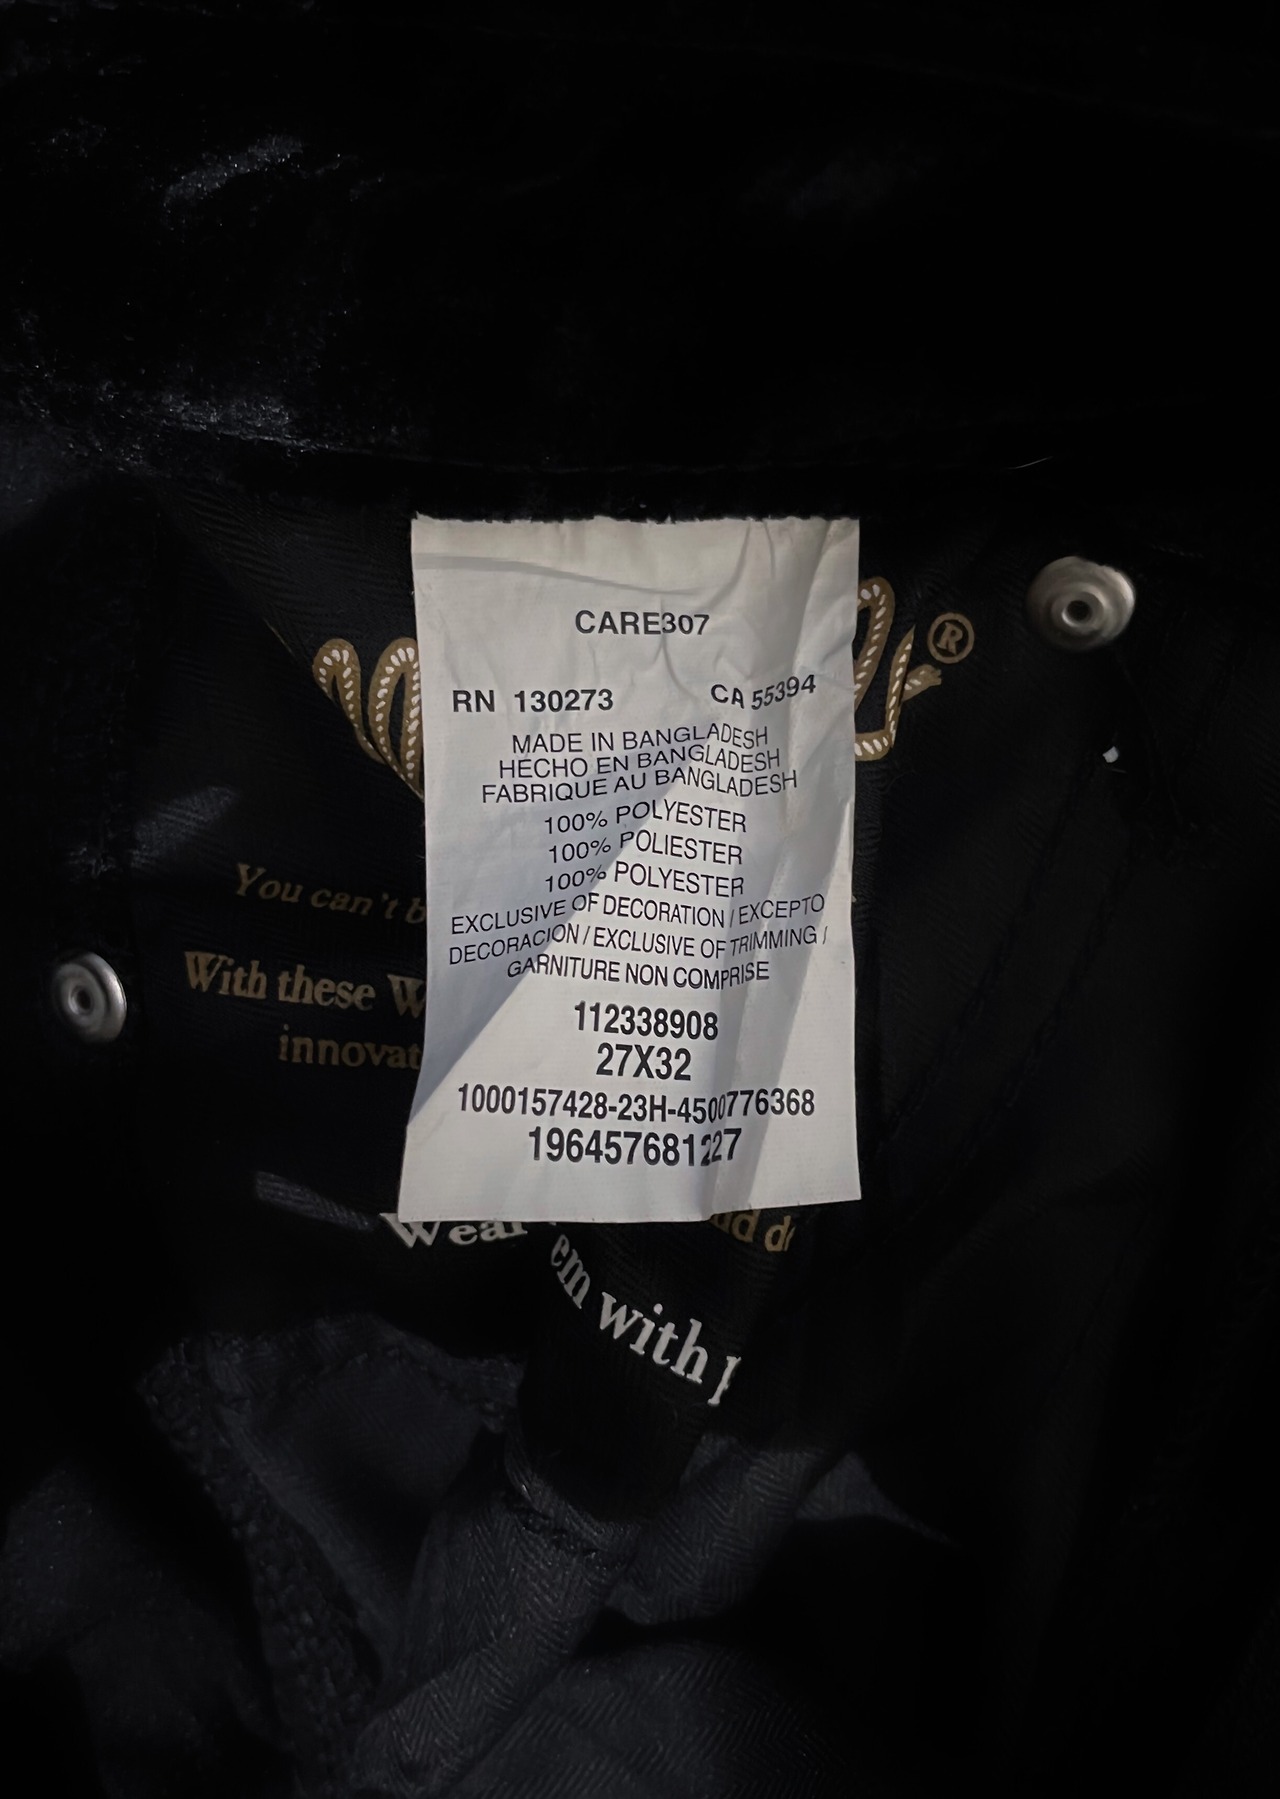 CARE307
®
RN 130273 CA 55394
MADE IN BANGLADESH
HECHO EN BANGLADESH
FABRIQUE AU BANGLADESH
100% POLYESTER
100% POLIESTER
100% POLYESTER
EXCLUSIVE OF DECORATION / EXCEPTO
DECORACION / EXCLUSIVE OF TRIMMING /
GARNITURE NON COMPRISE
112338908
27X32
1000157428-23H-4500776368
196457681227
You can't
With these
Wear
em with